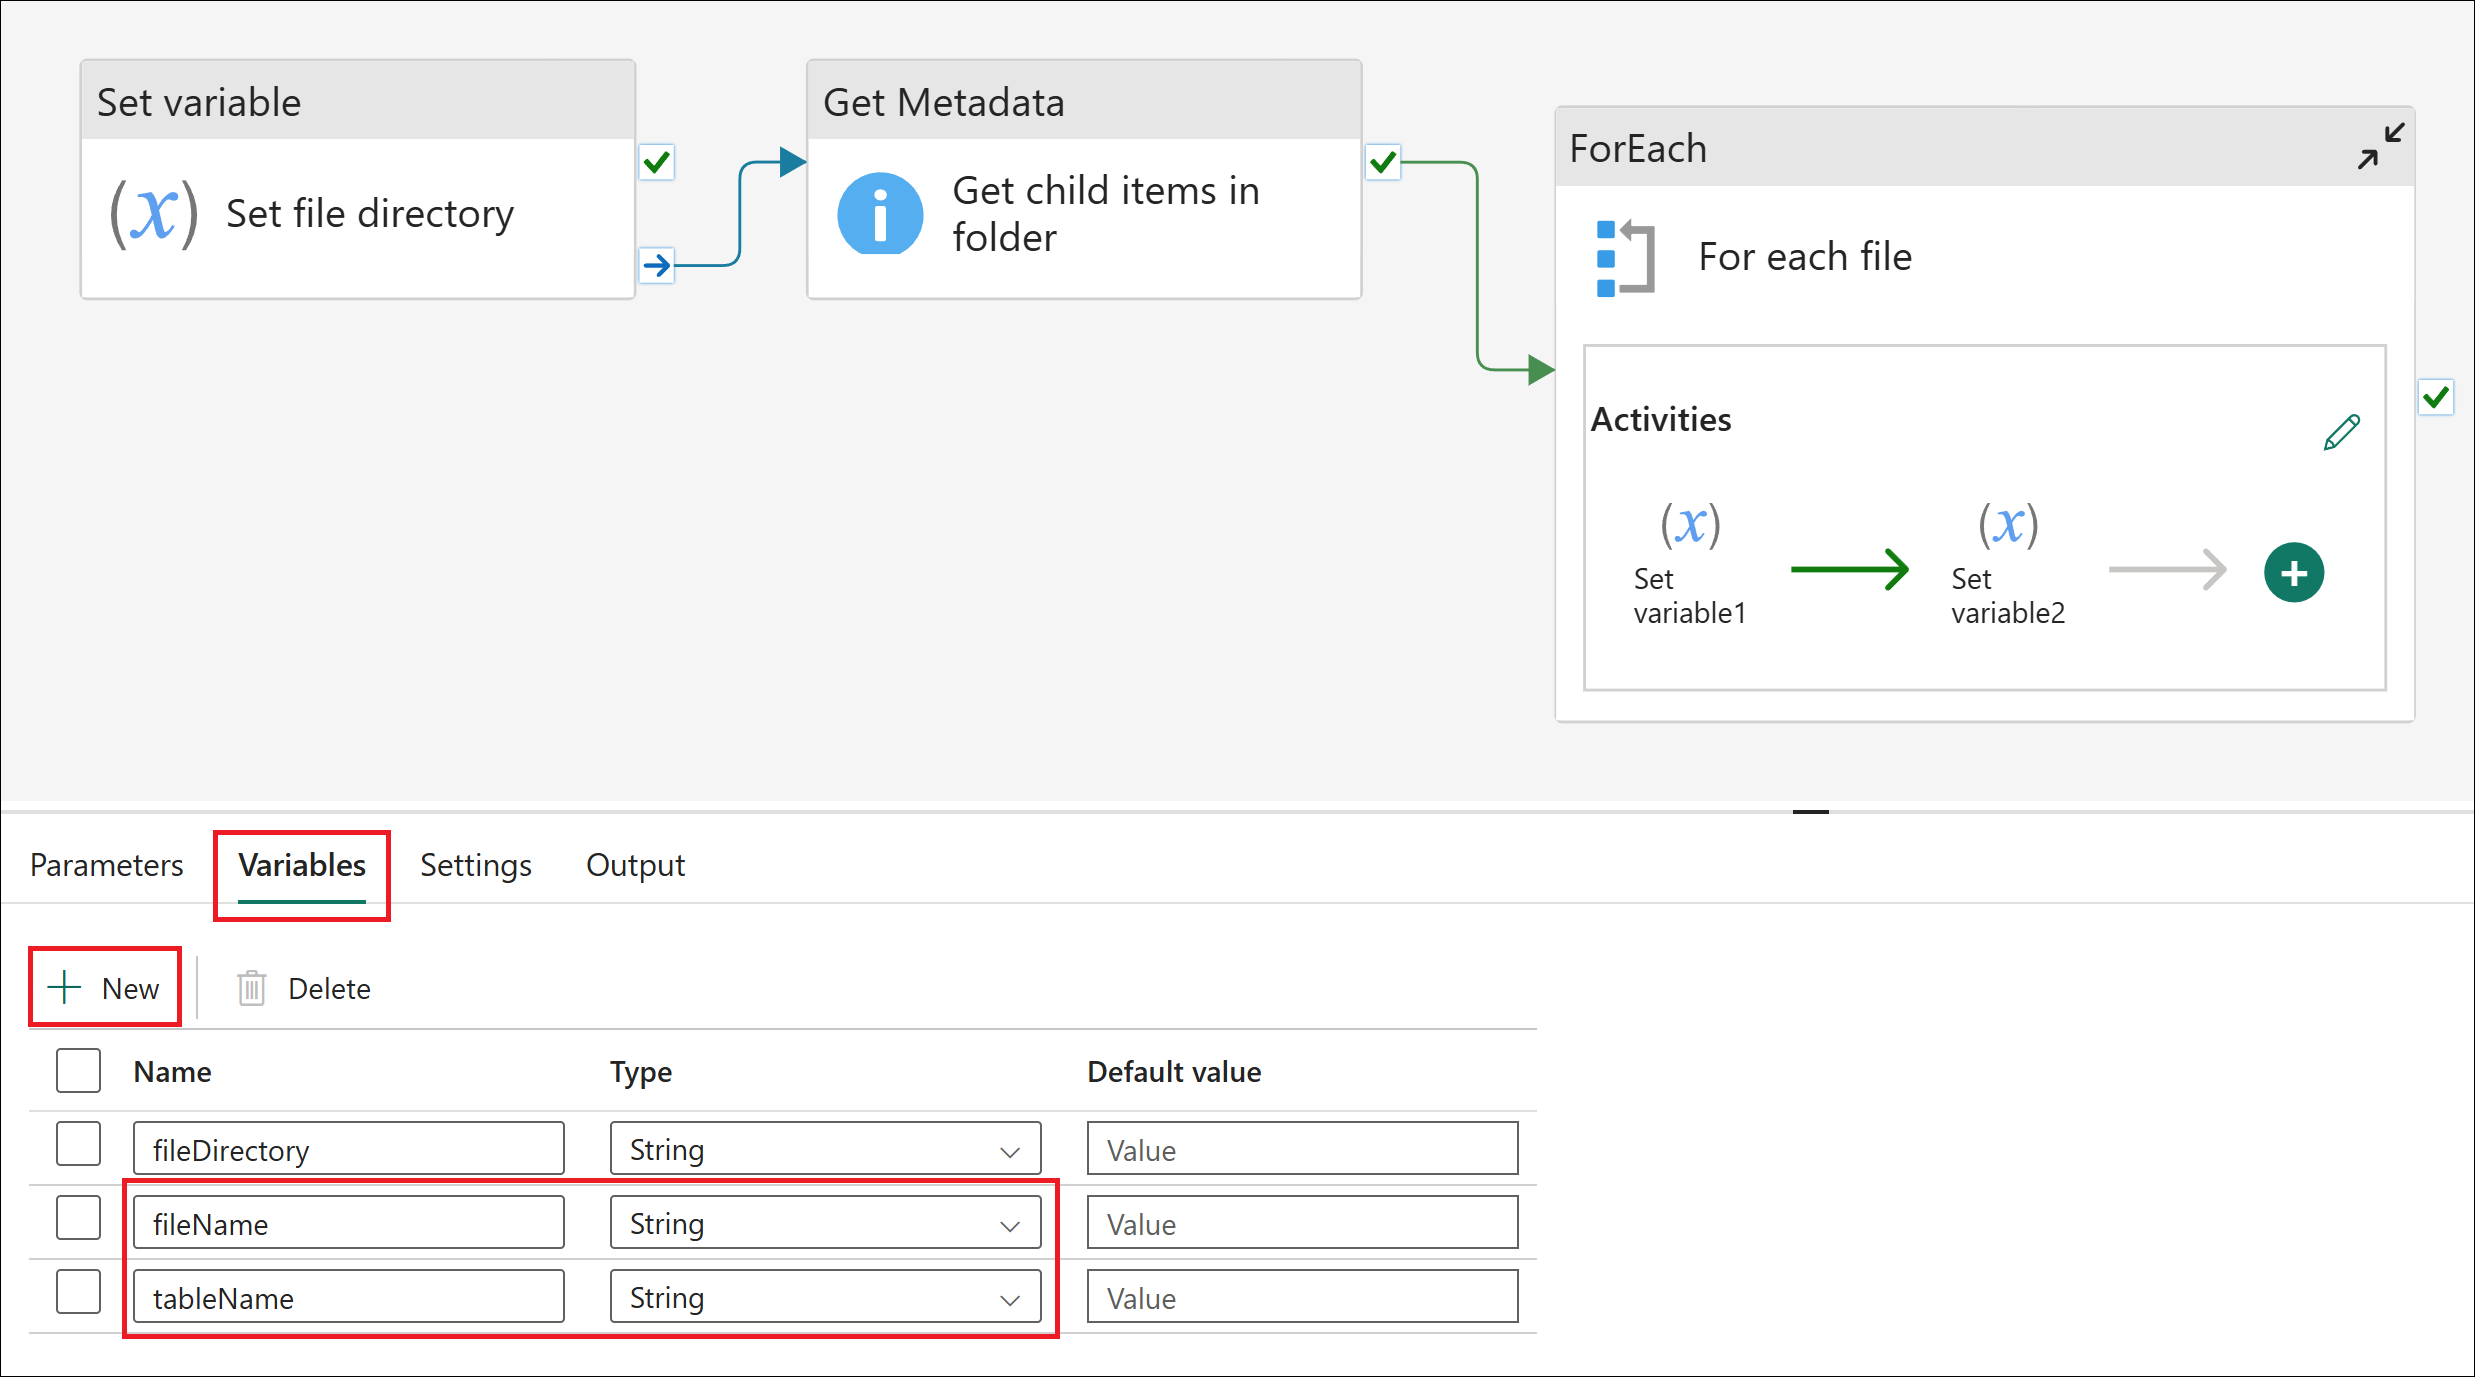 Set variable
(x) Set file directory
Get Metadata
Get child items in
folder
ForEach
For each file
Activities
(x)
Set
variable1
(x)
Set
variable2
Parameters
Variables
Settings
Output
New
Delete
Name
Type
Default value
fileDirectory
String
Value
fileName
String
Value
tableName
String
Value